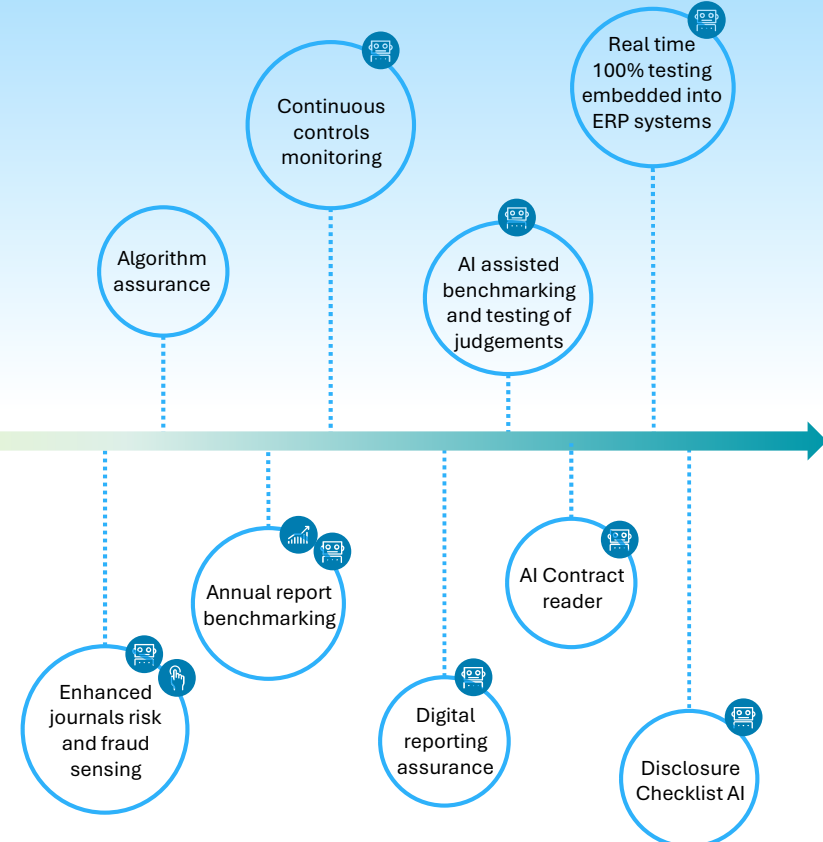 Real time
100% testing
embedded into
ERP systems
Continuous
controls
monitoring
Algorithm
assurance
AI assisted
benchmarking
and testing of
judgements
AI Contract
reader
Annual report
benchmarking
Enhanced
journals risk
and fraud
sensing
Digital
reporting
assurance
Disclosure
Checklist AI